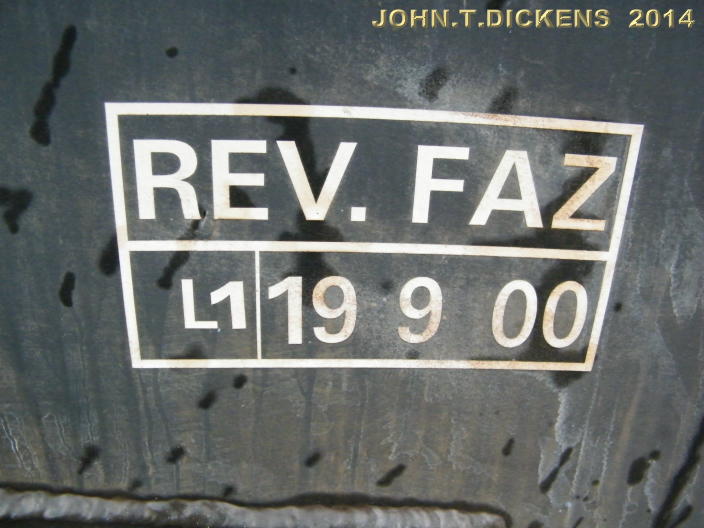 JOHN.T.DICKENS 2014
REV. FAZ
L1 19 9 00